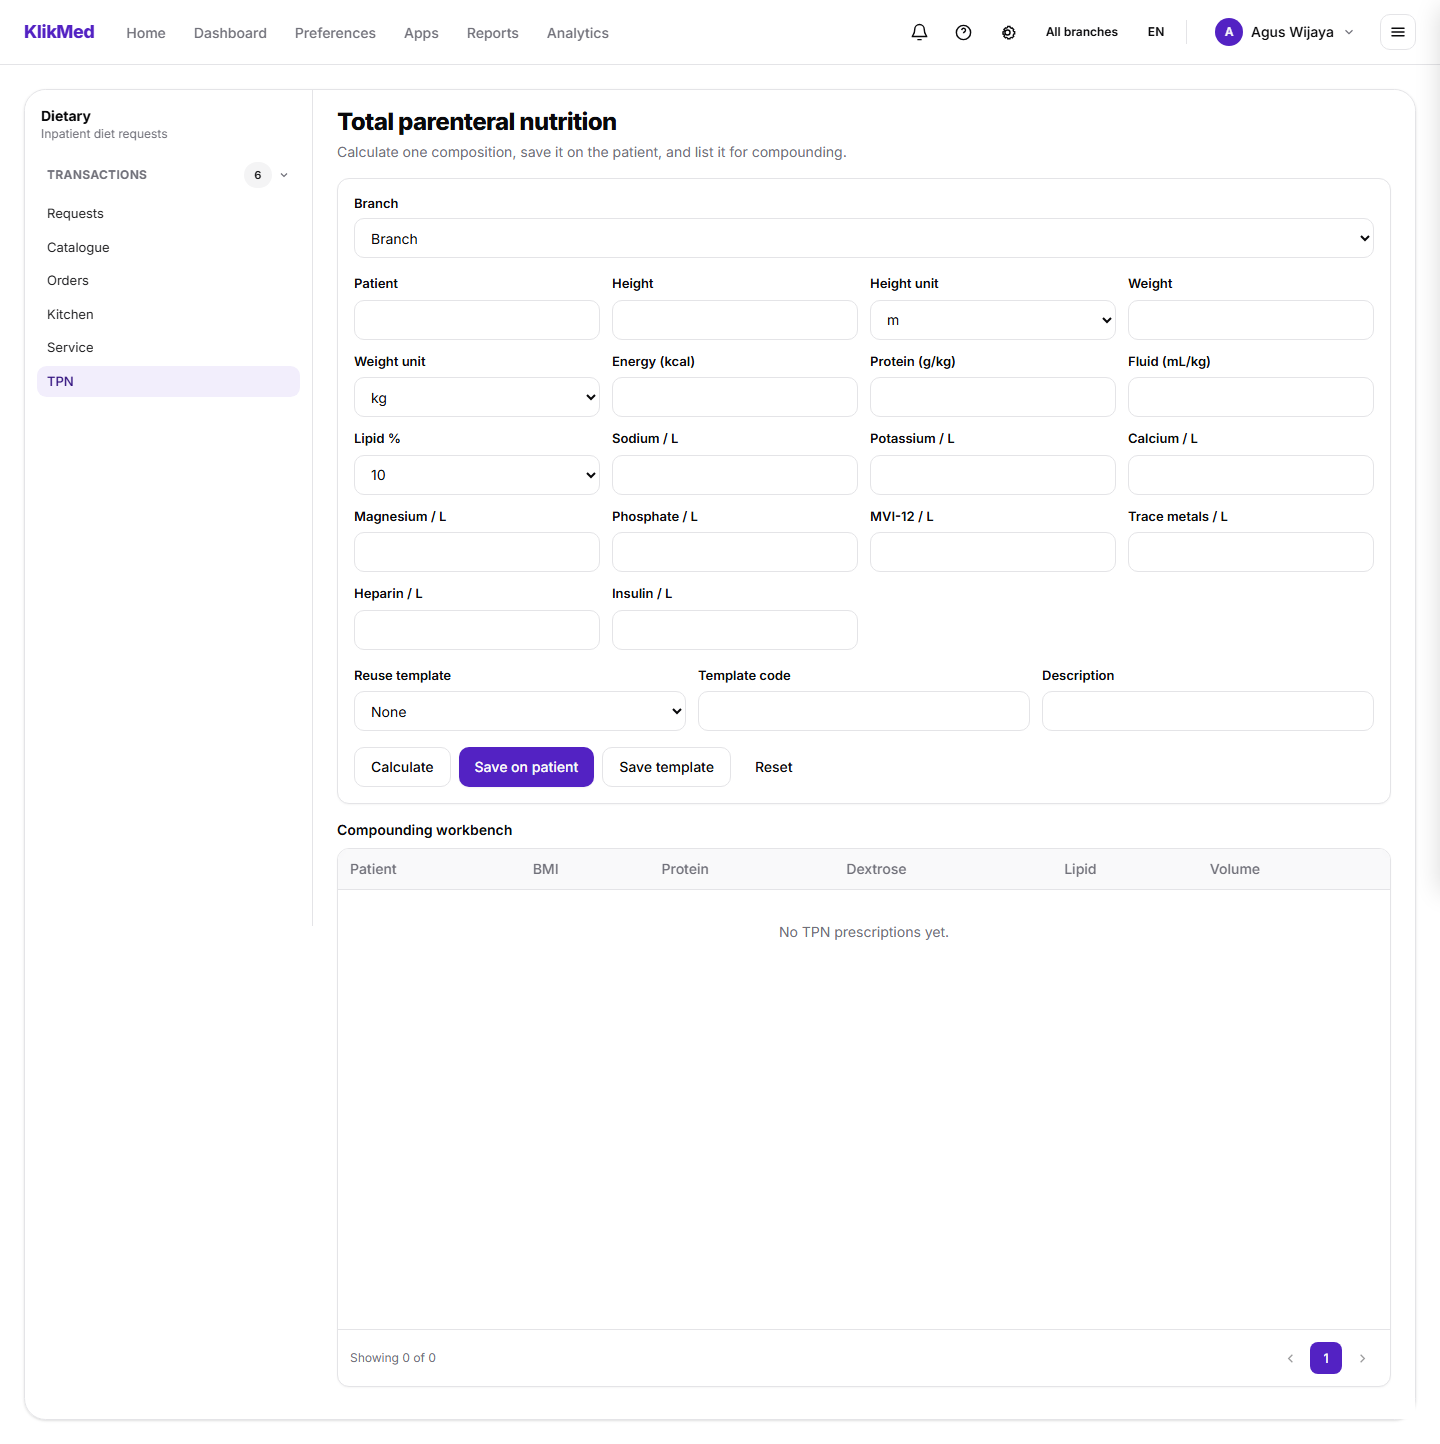 KlikMed
Home
Dashboard
Preferences
Apps
Reports
Analytics
All branches
EN
A
Agus Wijaya
Dietary
Inpatient diet requests
TRANSACTIONS
6
Requests
Catalogue
Orders
Kitchen
Service
TPN
Total parenteral nutrition
Calculate one composition, save it on the patient, and list it for compounding.
Branch
Branch
Patient
Height
Height unit
Weight
m
Weight unit
Energy (kcal)
Protein (g/kg)
Fluid (mL/kg)
kg
Lipid %
Sodium / L
Potassium / L
Calcium / L
10
Magnesium / L
Phosphate / L
MVI-12 / L
Trace metals / L
Heparin / L
Insulin / L
Reuse template
Template code
Description
None
Calculate
Save on patient
Save template
Reset
Compounding workbench
Patient
BMI
Protein
Dextrose
Lipid
Volume
No TPN prescriptions yet.
Showing 0 of 0
1